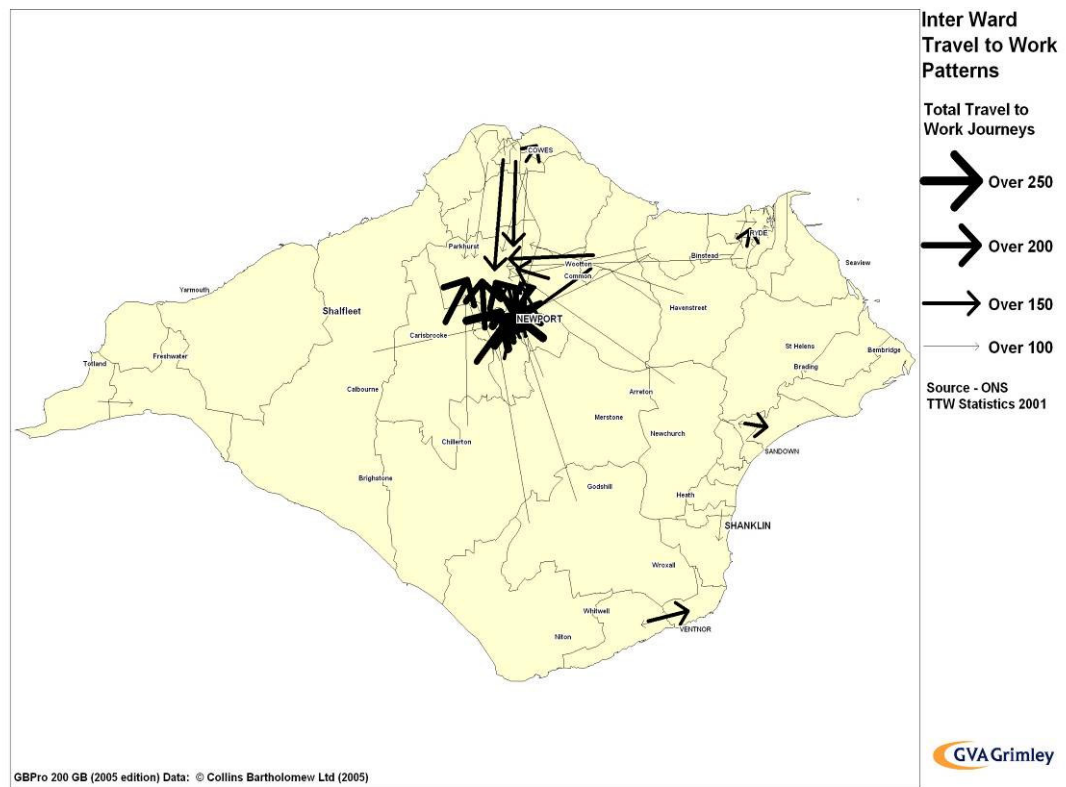 Inter Ward
Travel to Work
Patterns
Total Travel to
Work Journeys
Over 250
Over 200
Over 150
Over 100
Source - ONS
TTW Statistics 2001
COWES
RYDE
Parkhurst
Binstead
Wootton
Common
Seaview
Yarmouth
Shalfleet
Havenstreet
NEWPORT
Carisbrooke
St Helens
Bembridge
Freshwater
Totland
Brading
Calbourne
Arreton
Merstone
Newchurch
Chillerton
SANDOWN
Brighstone
Godshill
Heath
SHANKLIN
Wroxall
Whitwell
VENTNOR
Niton
GVA Grimley
GBPro 200 GB (2005 edition) Data: © Collins Bartholomew Ltd (2005)